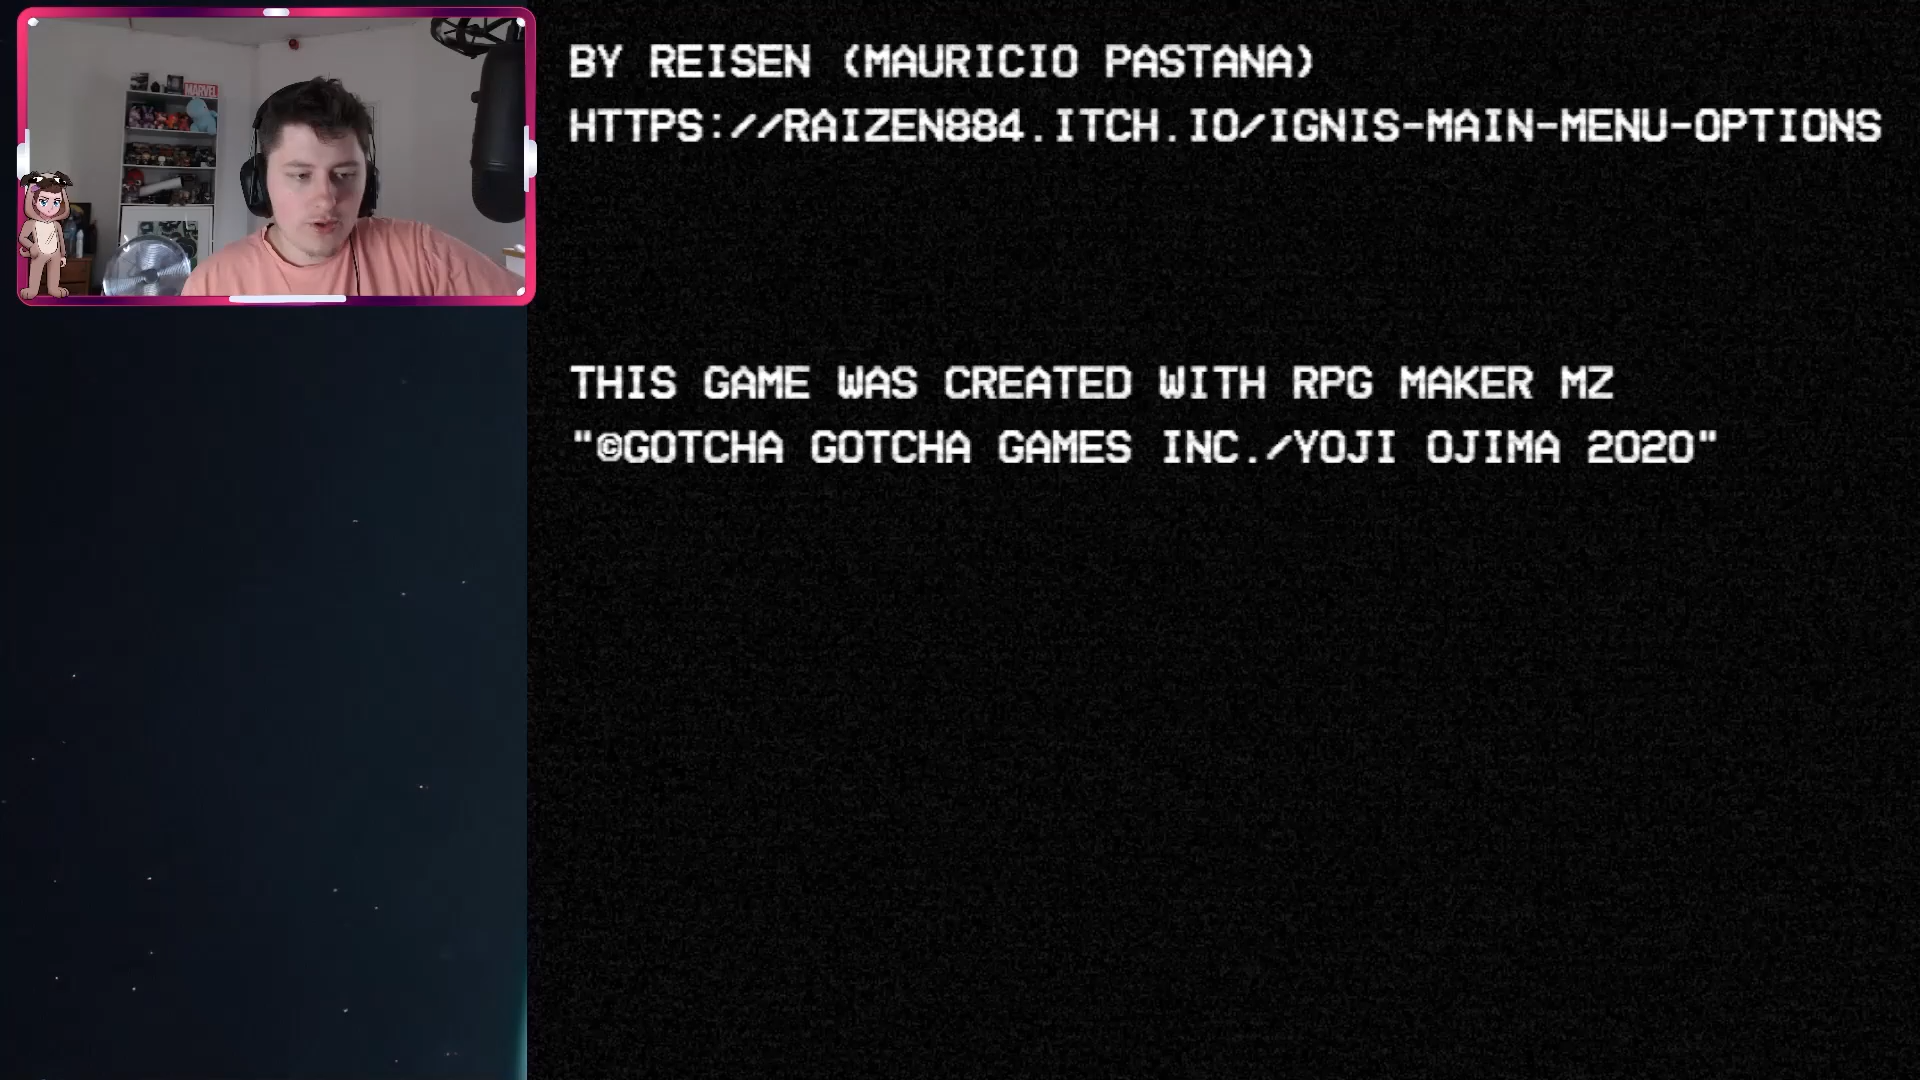 MARVEL
BY REISEN (MAURICIO PASTANA)
HTTPS://RAIZEN884.ITCH.IO/IGNIS-MAIN-MENU-OPTIONS
THIS GAME WAS CREATED WITH RPG MAKER MZ
"©GOTCHA GOTCHA GAMES INC./YOJI OJIMA 2020"